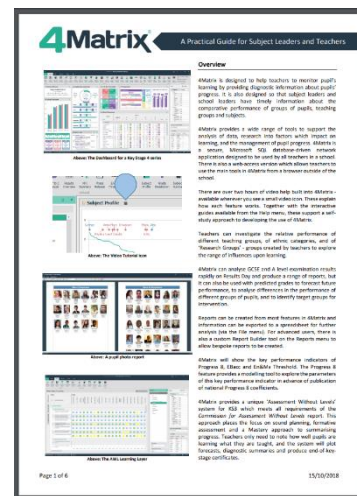 4Matrix
A Practical Guide for Subject Leaders and Teachers
Overview
4Matrix is designed to help teachers to monitor pupil's
learning by providing diagnostic information about pupils'
progress. It is also designed so that subject leaders and
school leaders have timely information about the
comparative performance of groups of pupils, teaching
groups and subjects.
4Matrix provides a wide range of tools to support the
analysis of data, research into factors which impact on
learning, and the management of pupil progress. 4Matrix is
a secure, Microsoft SQL database-driven network
application designed to be used by all teachers in a school.
There is also a web-access version which allows teachers to
use the main tools in 4Matrix from a browser outside of the
school.
There are over two hours of video help built into 4Matrix -
available wherever you see a small video icon. These explain
how each feature works. Together with the interactive
guides available from the Help menu, these support a self-
study approach to developing the use of 4Matrix.
Teachers can investigate the relative performance of
different teaching groups, of ethnic categories, and of
'Research Groups' - groups created by teachers to explore
the range of influences upon learning.
4Matrix can analyse GCSE and A level examination results
rapidly on Results Day and produce a range of reports, but
it can also be used with predicted grades to forecast future
performance, to analyse differences in the performance of
different groups of pupils, and to identify target groups for
intervention.
Reports can be created from most features in 4Matrix and
information can be exported to a spreadsheet for further
analysis (via the File menu). For advanced users, there is
also a custom Report Builder tool on the Reports menu to
allow bespoke reports to be created.
4Matrix will show the key performance indicators of
Progress 8, EBacc and En&Ma Threshold. The Progress 8
feature provides a modelling tool to explore the parameters
of this key performance indicator in advance of publication
of national Progress 8 coefficients.
4Matrix provides a unique 'Assessment Without Levels'
system for KS3 which meets all requirements of the
Commission for Assessment Without Levels report. This
approach places the focus on sound planning, formative
assessment and a Mastery approach to summarising
progress. Teachers only need to note how well pupils are
learning what they are taught, and the system will plot
forecasts, diagnostic summaries and produce end of key-
stage certificates.
Above: The Dashboard for a Key Stage 4 series
Subject Profile
Above: The Video Tutorial icon
Above: A pupil photo report
Above: The AWL Learning Laser
Page 1 of 6
15/10/2018